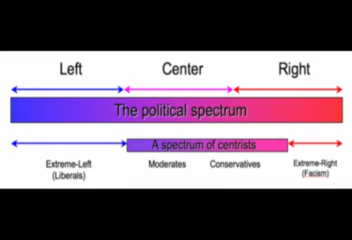 Left Center Right
The political spectrum
A spectrum of centrists
Extreme-Left Moderates Conservatives Extreme-Right
(Liberals) (Facism)